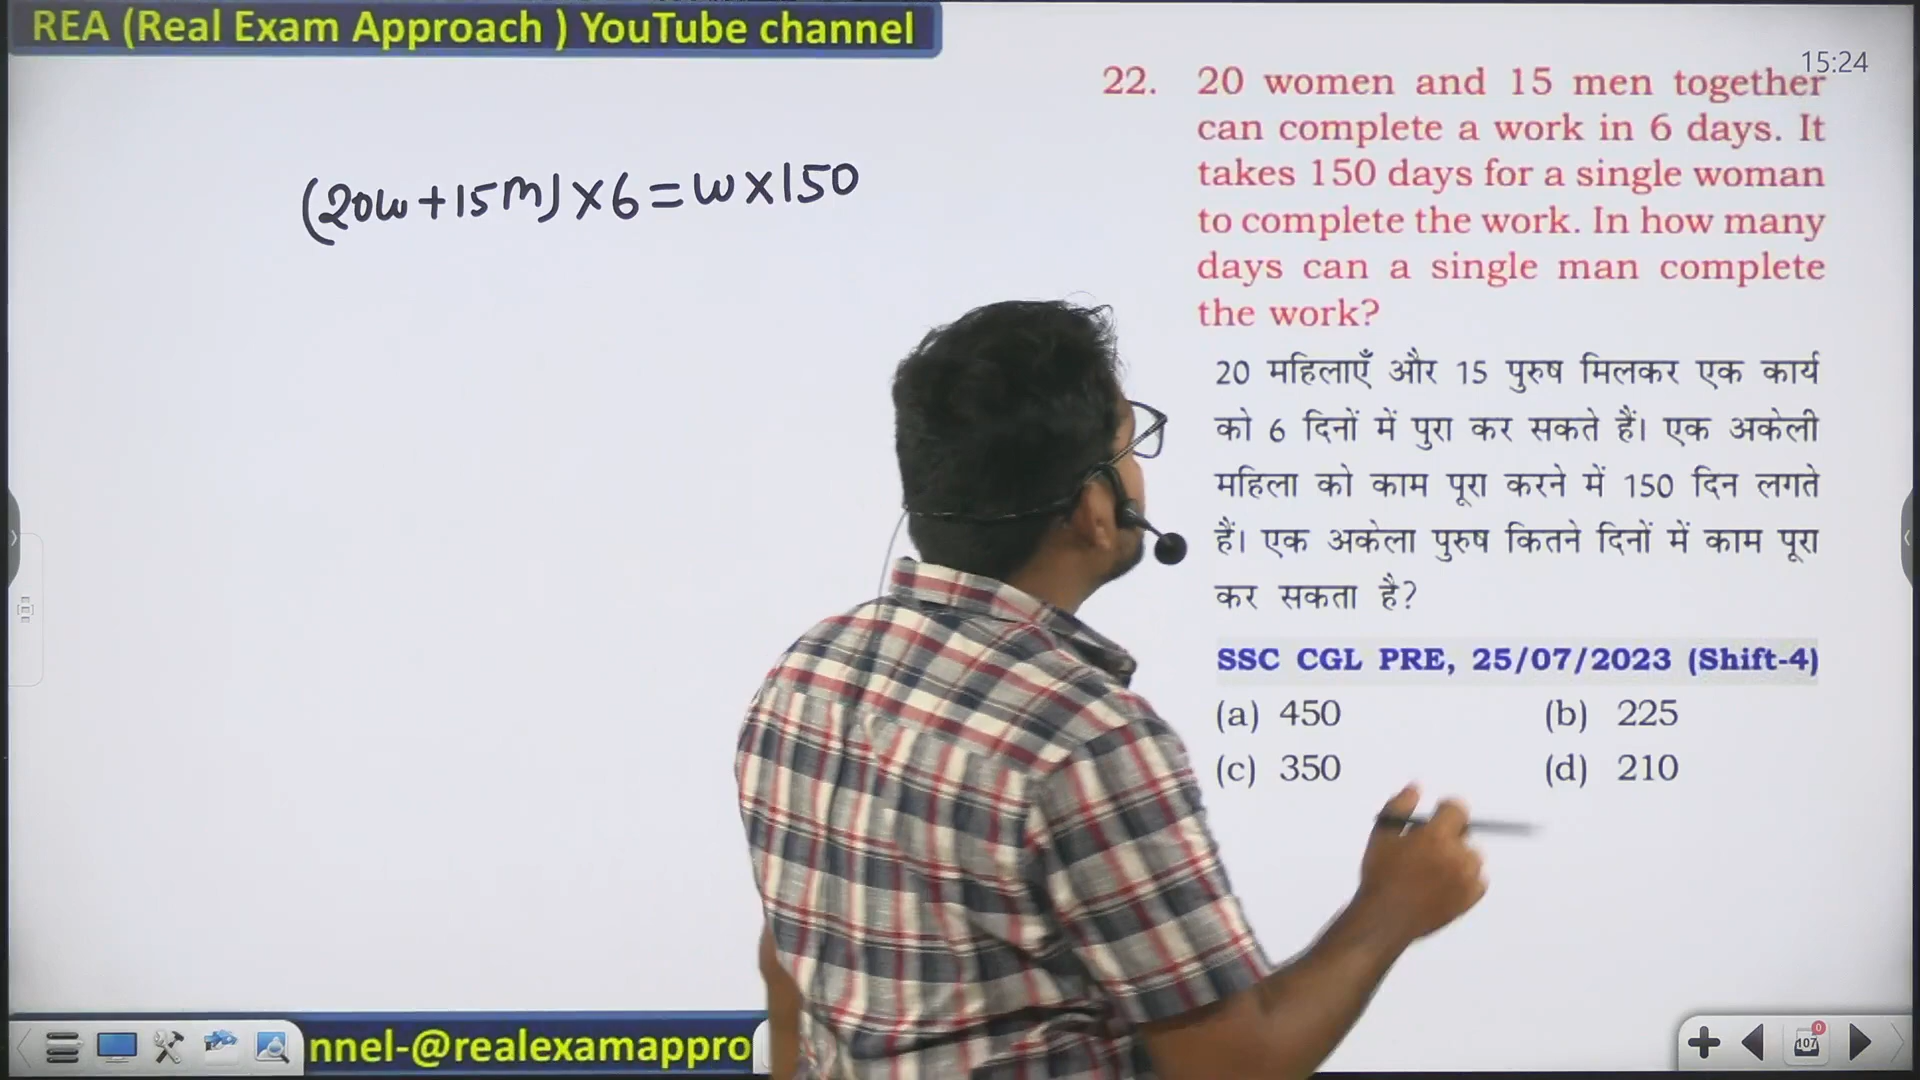 REA (Real Exam Approach ) YouTube channel
15:24
(20w+15m)×6=w×150
22. 20 women and 15 men together
can complete a work in 6 days. It
takes 150 days for a single woman
to complete the work. In how many
days can a single man complete
the work?
20 महिलाएँ और 15 पुरुष मिलकर एक कार्य
को 6 दिनों में पुरा कर सकते हैं। एक अकेली
महिला को काम पूरा करने में 150 दिन लगते
हैं। एक अकेला पुरुष कितने दिनों में काम पूरा
कर सकता है?
SSC CGL PRE, 25/07/2023 (Shift-4)
(a) 450 (b) 225
(c) 350 (d) 210
nnel-@realexamappro
0
107